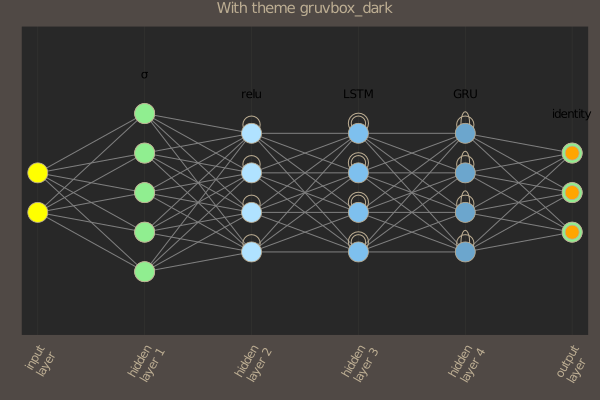 With theme gruvbox_dark
σ
relu
LSTM
GRU
identity
input
layer
hidden
layer 1
hidden
layer 2
hidden
layer 3
hidden
layer 4
output
layer